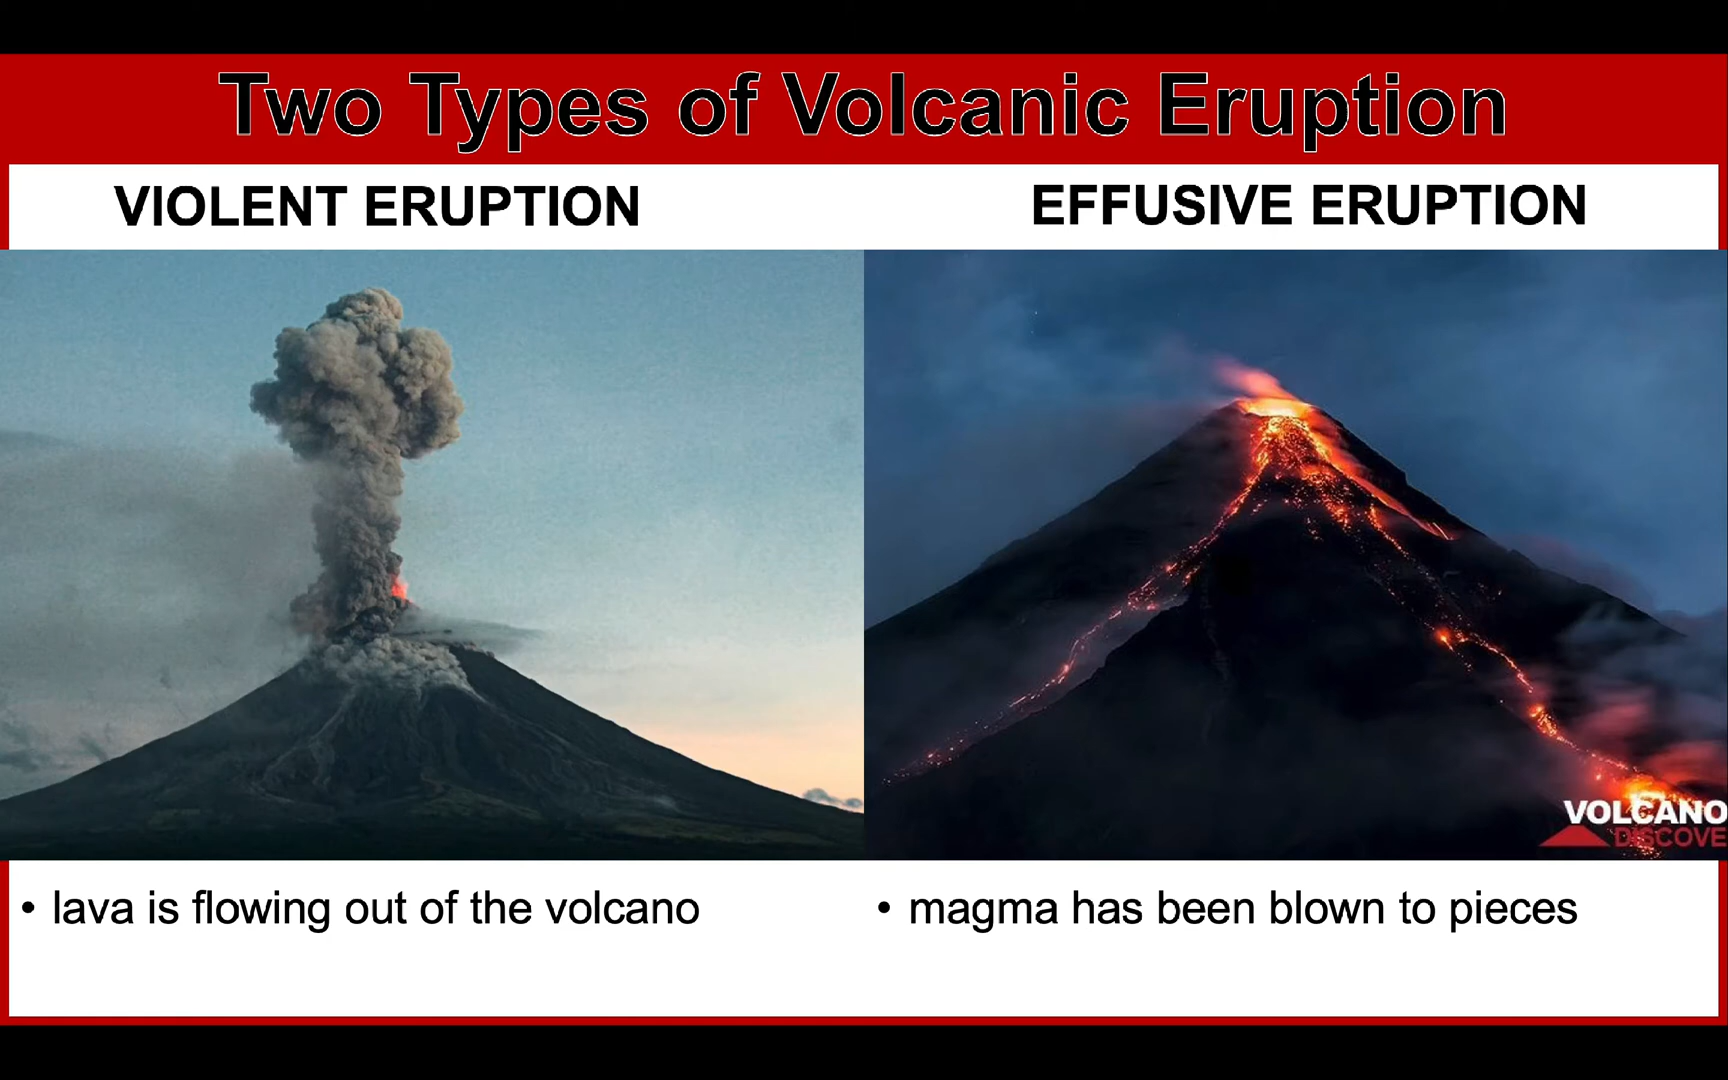 Two Types of Volcanic Eruption
VIOLENT ERUPTION
EFFUSIVE ERUPTION
VOLCANO
DISCOVE
• lava is flowing out of the volcano
• magma has been blown to pieces